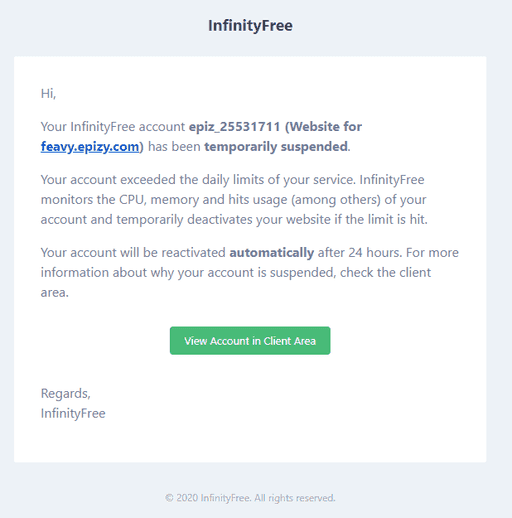 InfinityFree
Hi,
Your InfinityFree account epiz_25531711 (Website for
feavy.epizy.com) has been temporarily suspended.
Your account exceeded the daily limits of your service. InfinityFree
monitors the CPU, memory and hits usage (among others) of your
account and temporarily deactivates your website if the limit is hit.
Your account will be reactivated automatically after 24 hours. For more
information about why your account is suspended, check the client
area.
View Account in Client Area
Regards,
InfinityFree
© 2020 InfinityFree. All rights reserved.